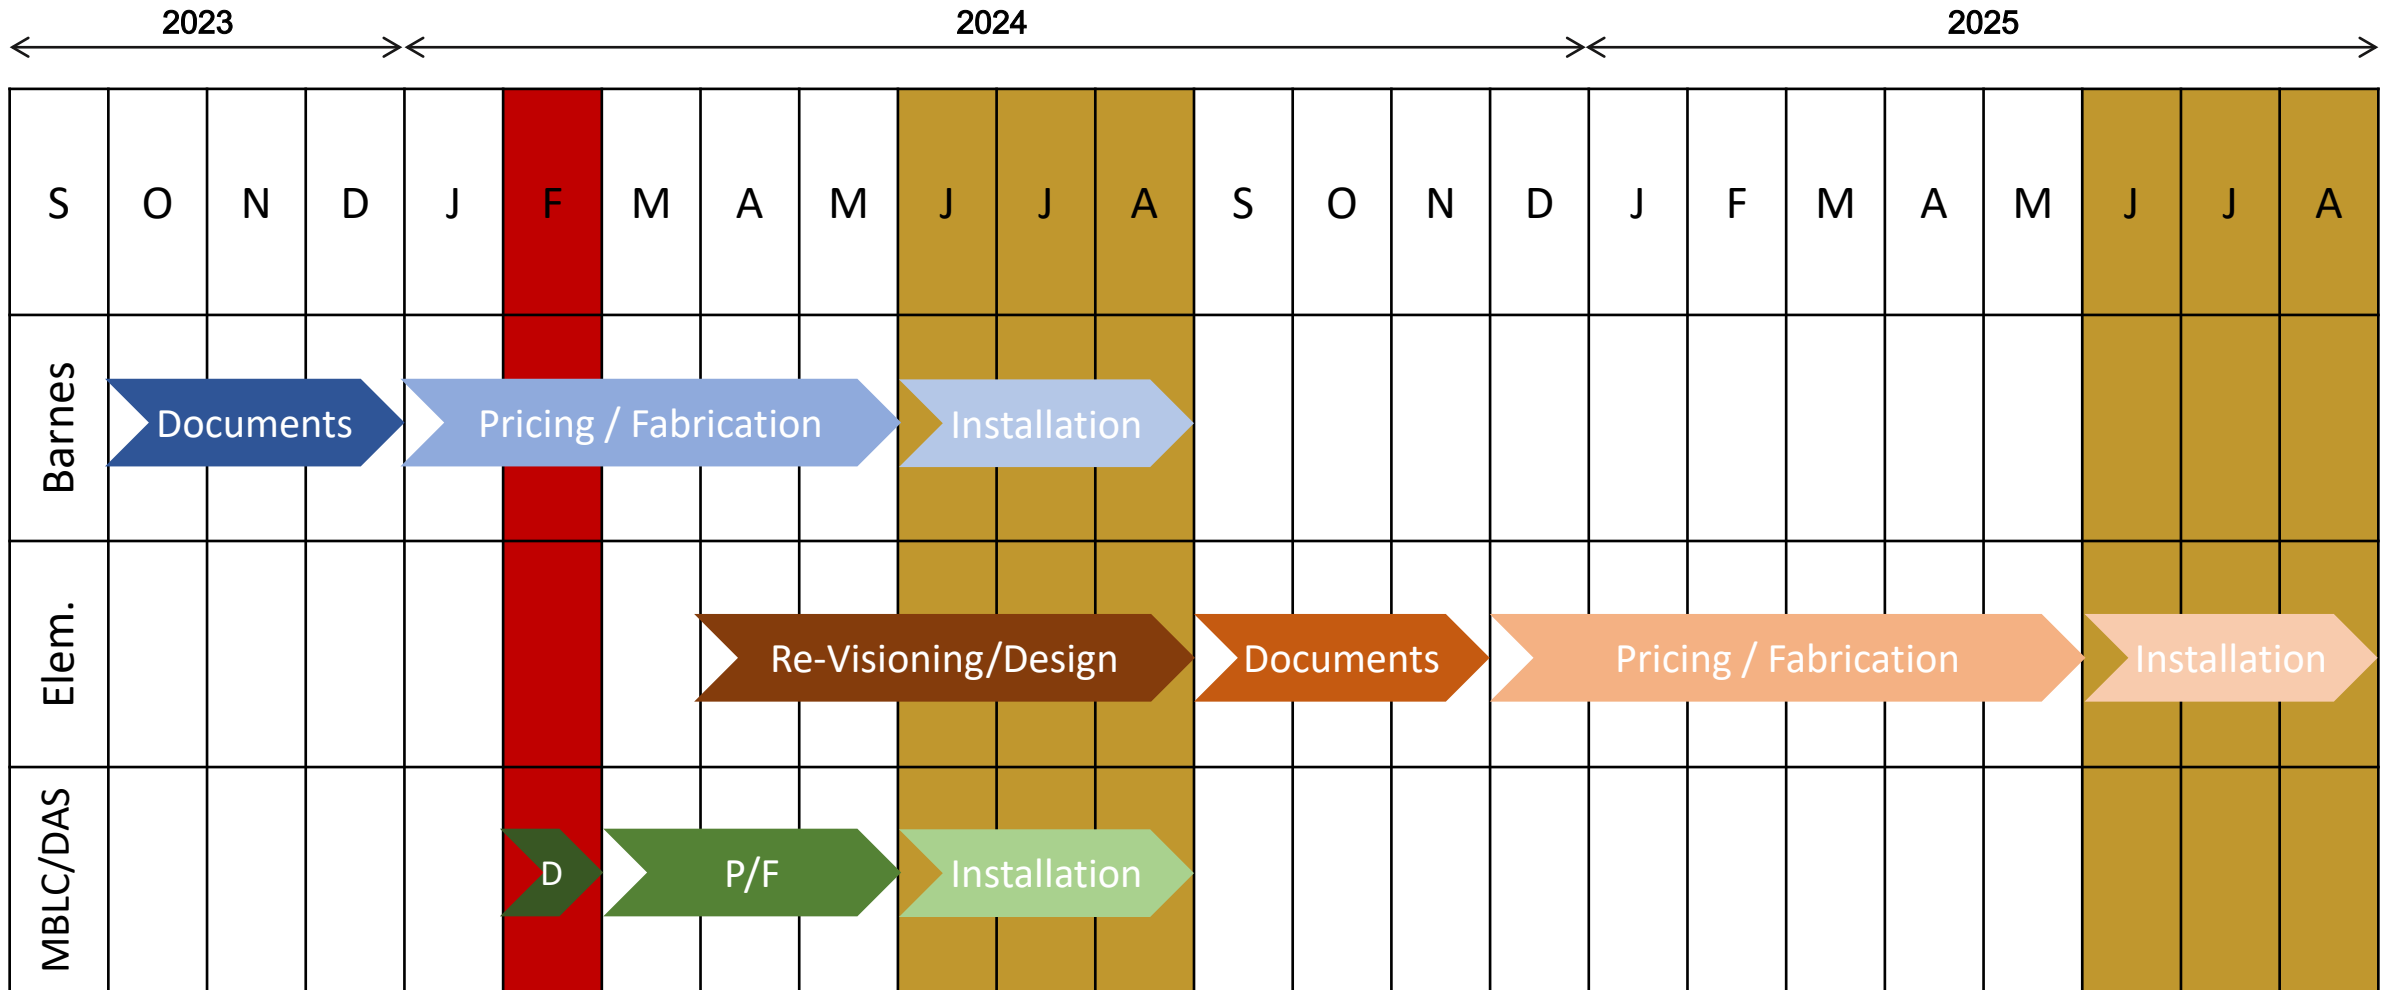 2023 2024 2025
S O N D J F M A M J J A S O N D J F M A M J J A
Barnes
Documents Pricing / Fabrication Installation
Elem.
Re-Visioning/Design Documents Pricing / Fabrication Installation
MBLC/DAS
D P/F Installation